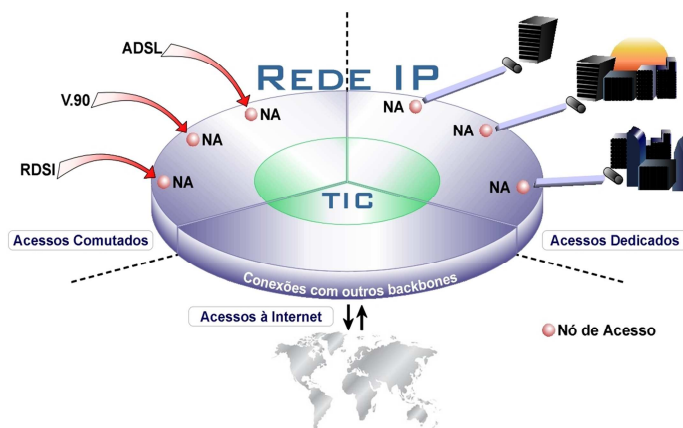 ADSL
REDE IP
V.90
NA
NA
NA
NA
RDSI
NA
NA
TIC
Acessos Comutados
Acessos Dedicados
Conexões com outros backbones
Acessos à Internet
Nó de Acesso